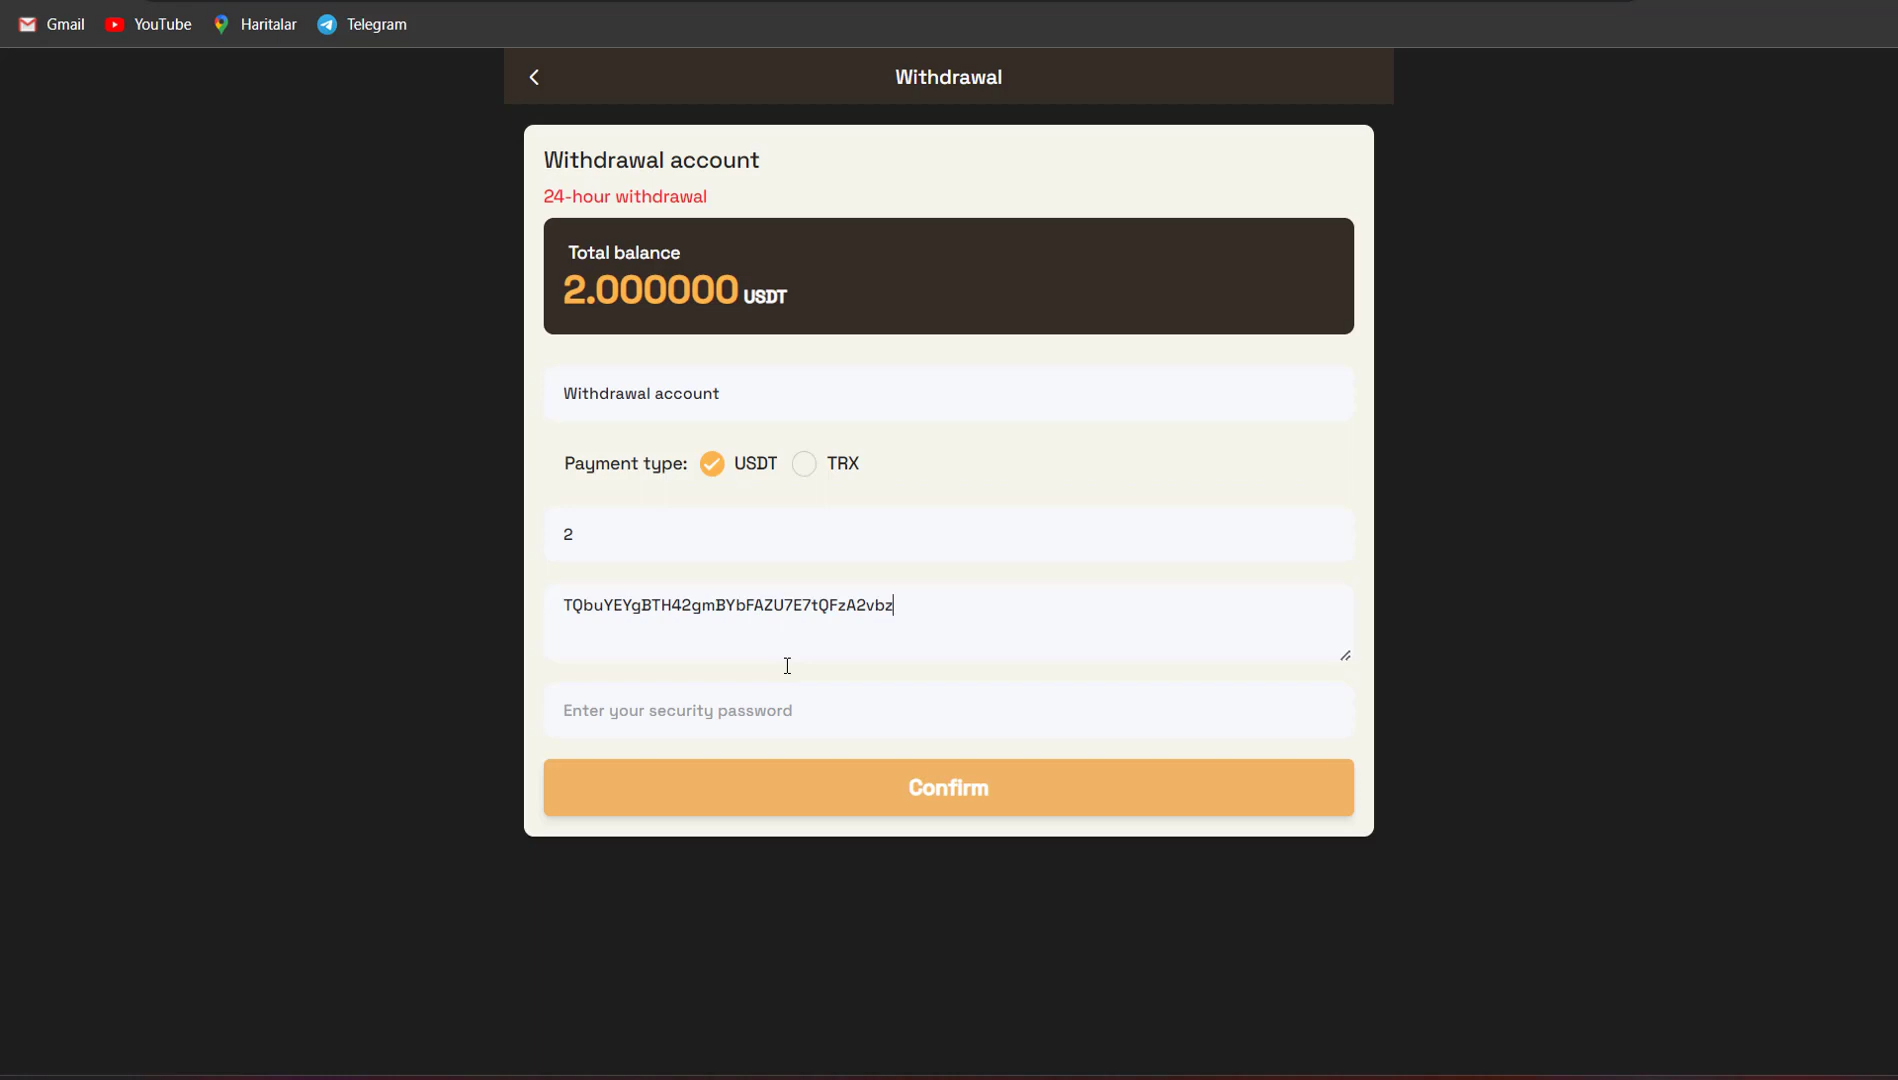 Gmail YouTube Haritalar Telegram
Withdrawal
Withdrawal account
24-hour withdrawal
Total balance
2.000000 USDT
Withdrawal account
Payment type: USDT TRX
2
TQbuYEYgBTH42gmBYbFAZU7E7tQFzA2vbz
Enter your security password
Confirm